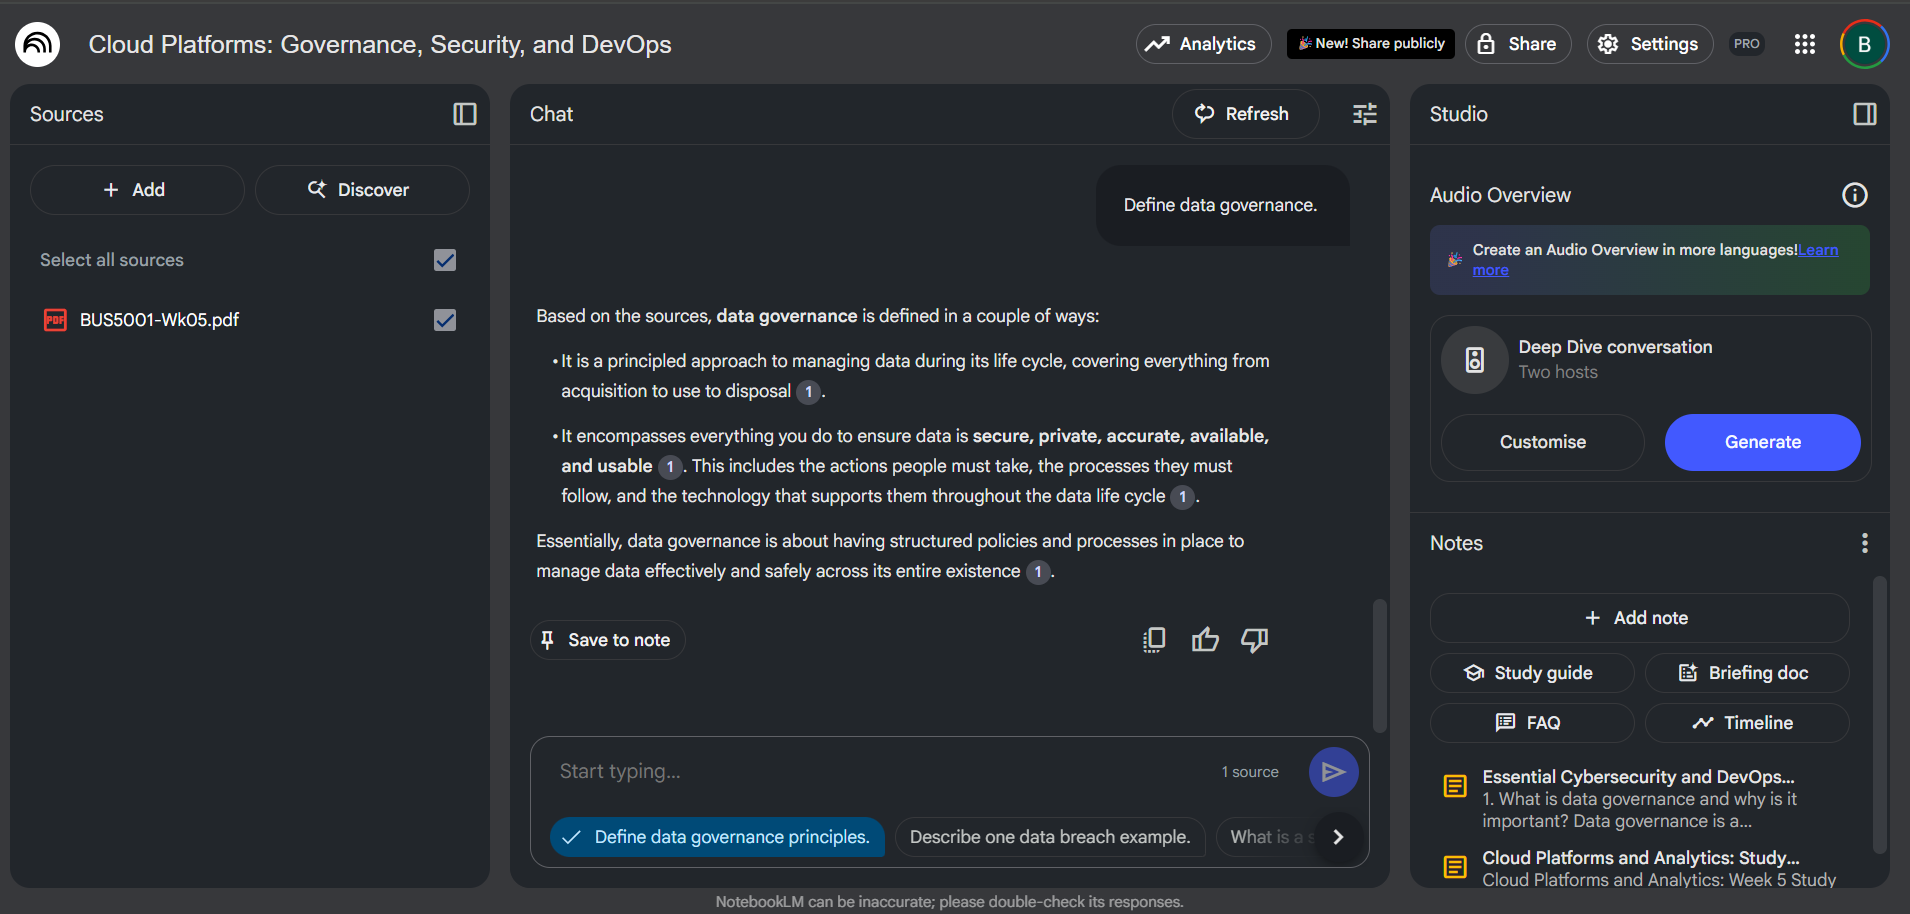 Cloud Platforms: Governance, Security, and DevOps
Analytics
New! Share publicly
Share
Settings
PRO
B
Sources
Add
Discover
Select all sources
PDF
BUS5001-Wk05.pdf
Chat
Refresh
Define data governance.
Based on the sources, data governance is defined in a couple of ways:
• It is a principled approach to managing data during its life cycle, covering everything from
acquisition to use to disposal 1.
• It encompasses everything you do to ensure data is secure, private, accurate, available,
and usable 1. This includes the actions people must take, the processes they must
follow, and the technology that supports them throughout the data life cycle 1.
Essentially, data governance is about having structured policies and processes in place to
manage data effectively and safely across its entire existence 1.
Save to note
Start typing...
1 source
Define data governance principles.
Describe one data breach example.
What is a s
NotebookLM can be inaccurate; please double-check its responses.
Studio
Audio Overview
Create an Audio Overview in more languages!Learn
more
Deep Dive conversation
Two hosts
Customise
Generate
Notes
Add note
Study guide
Briefing doc
FAQ
Timeline
Essential Cybersecurity and DevOps...
1. What is data governance and why is it
important? Data governance is a...
Cloud Platforms and Analytics: Study...
Cloud Platforms and Analytics: Week 5 Study